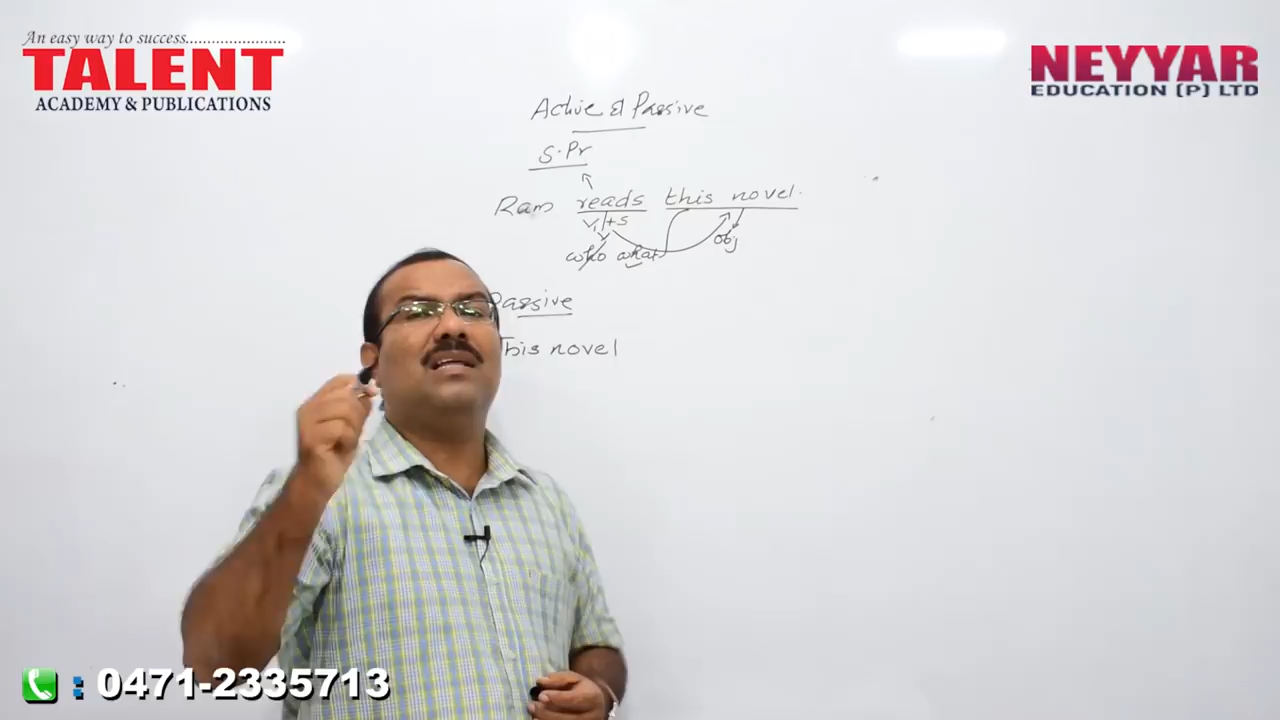 An easy way to success.......................
TALENT
ACADEMY & PUBLICATIONS
NEYYAR
EDUCATION (P) LTD
Active & Passive
S.Pr
Ram reads this novel.
V1+s
who what
obj
Passive
This novel
: 0471-2335713